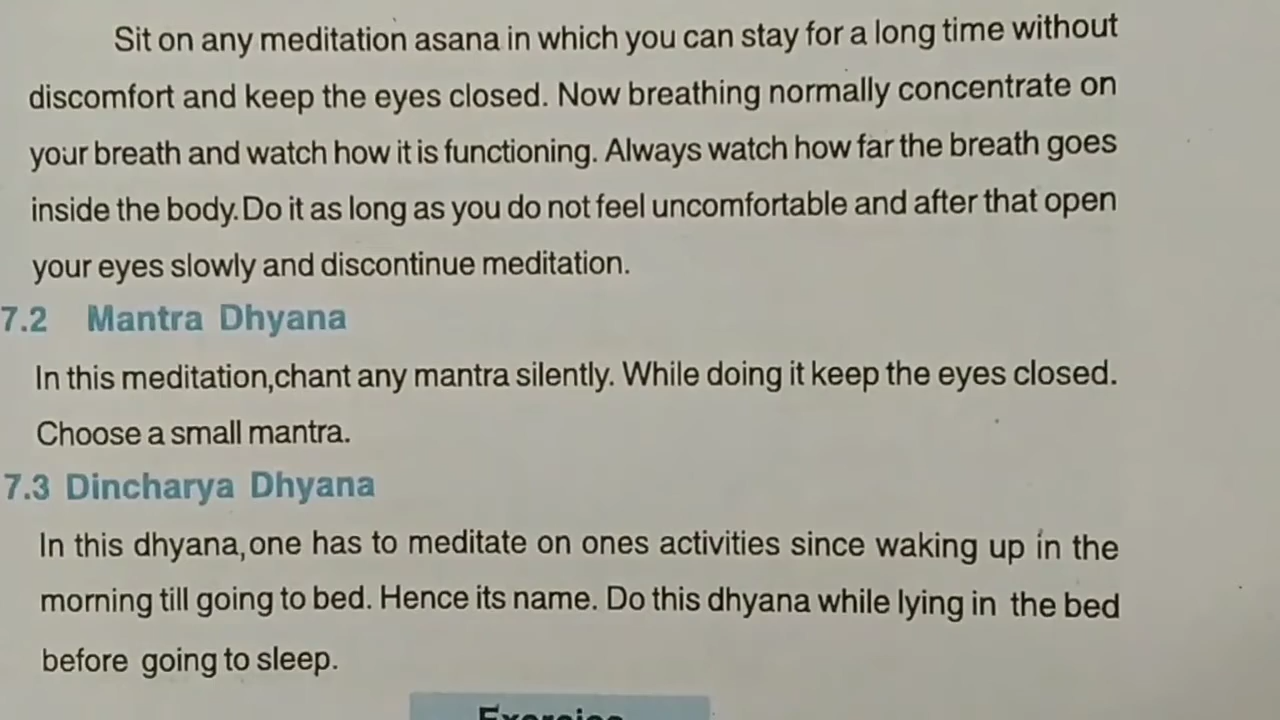 Sit on any meditation asana in which you can stay for a long time without
discomfort and keep the eyes closed. Now breathing normally concentrate on
your breath and watch how it is functioning. Always watch how far the breath goes
inside the body. Do it as long as you do not feel uncomfortable and after that open
your eyes slowly and discontinue meditation.
7.2 Mantra Dhyana
In this meditation,chant any mantra silently. While doing it keep the eyes closed.
Choose a small mantra.
7.3 Dincharya Dhyana
In this dhyana,one has to meditate on ones activities since waking up in the
morning till going to bed. Hence its name. Do this dhyana while lying in the bed
before going to sleep.
Exercise